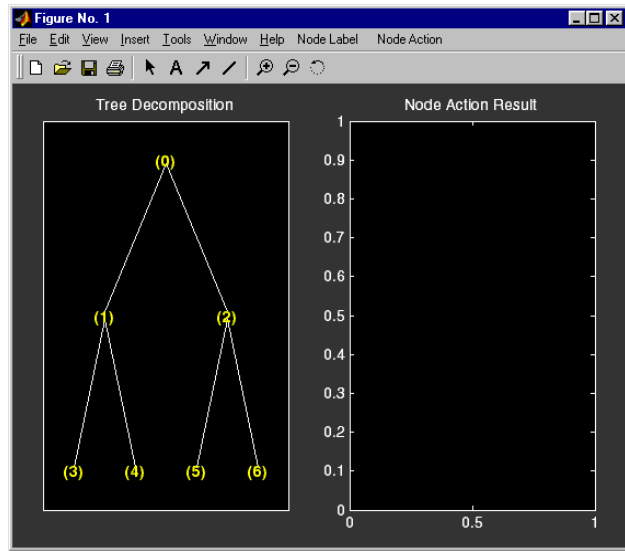 Figure No. 1
File Edit View Insert Tools Window Help Node Label Node Action
A
Tree Decomposition
(0)
(1) (2)
(3) (4) (5) (6)
Node Action Result
1
0.9
0.8
0.7
0.6
0.5
0.4
0.3
0.2
0.1
0
0 0.5 1